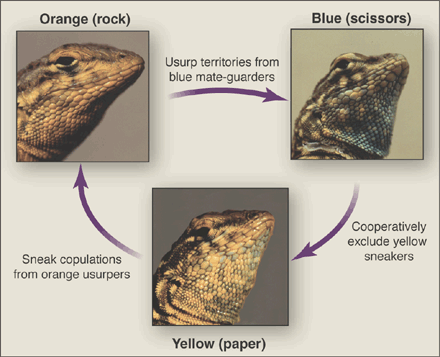 Orange (rock)
Blue (scissors)
Usurp territories from
blue mate-guarders
Cooperatively
exclude yellow
sneakers
Sneak copulations
from orange usurpers
Yellow (paper)